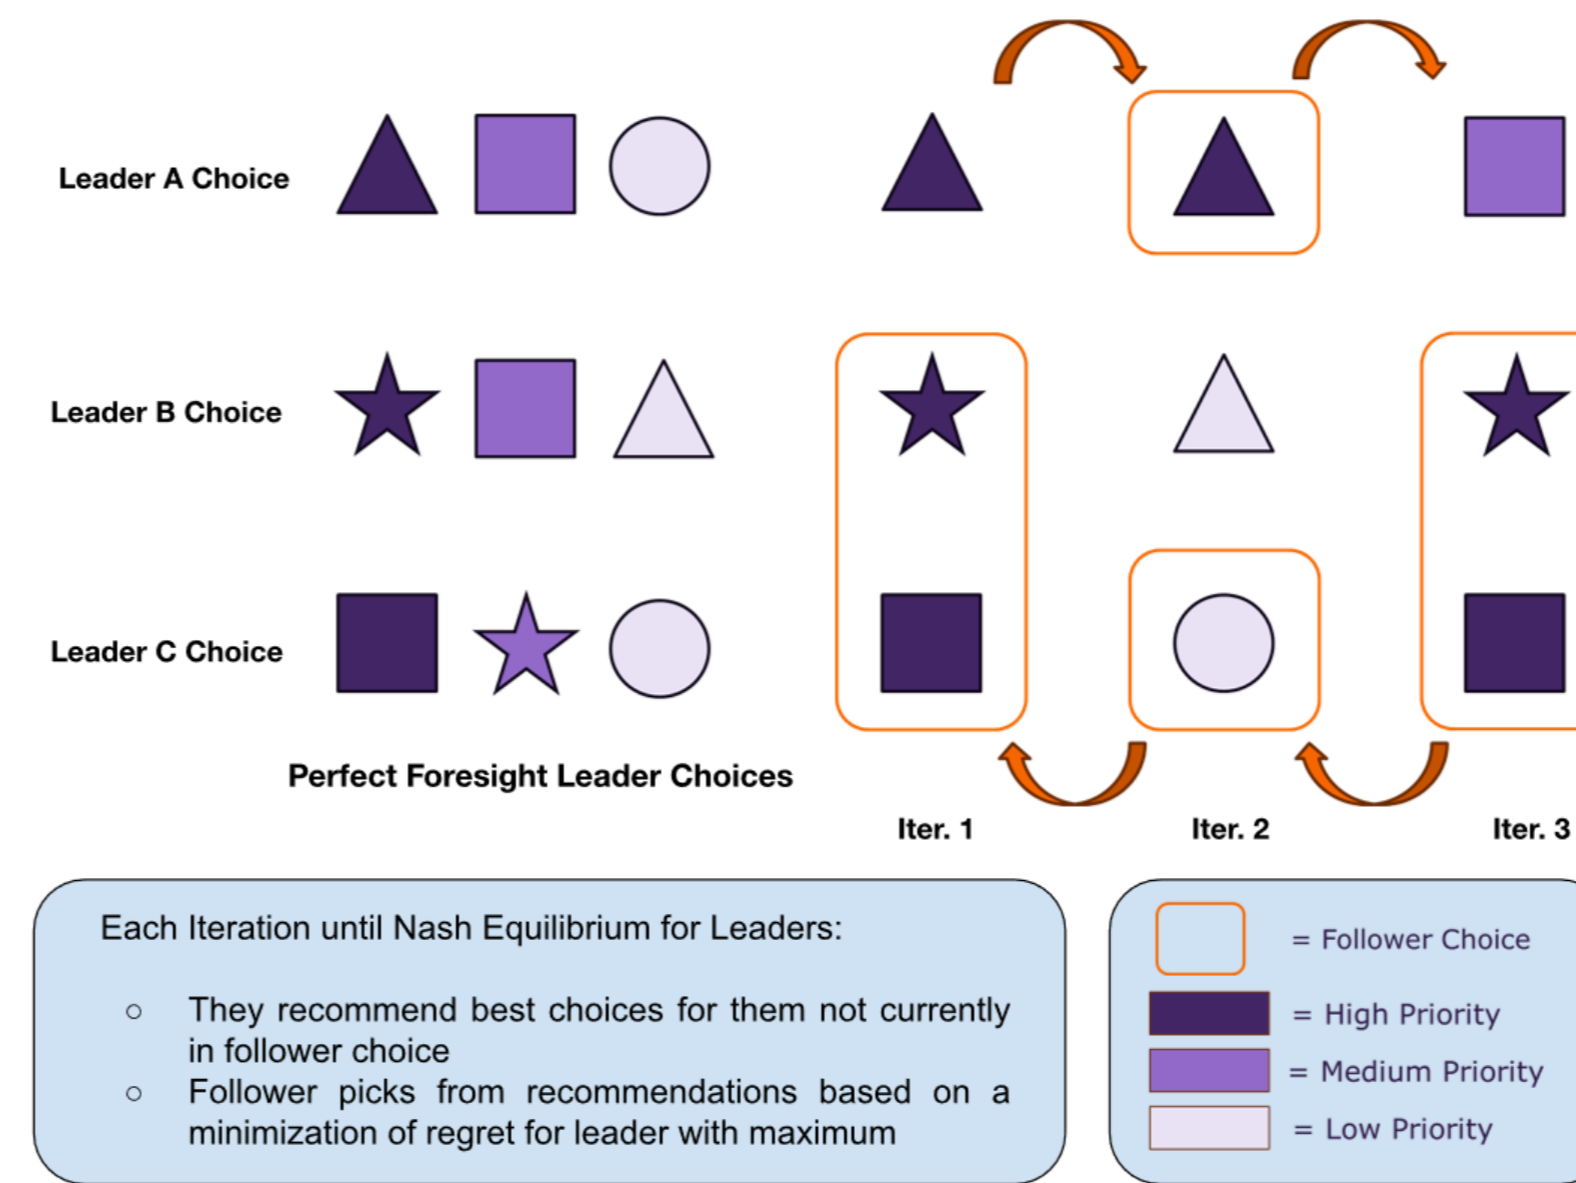 Leader A Choice
Leader B Choice
Leader C Choice
Perfect Foresight Leader Choices
Iter. 1
Iter. 2
Iter. 3
Each Iteration until Nash Equilibrium for Leaders:
○ They recommend best choices for them not currently
in follower choice
○ Follower picks from recommendations based on a
minimization of regret for leader with maximum
= Follower Choice
= High Priority
= Medium Priority
= Low Priority